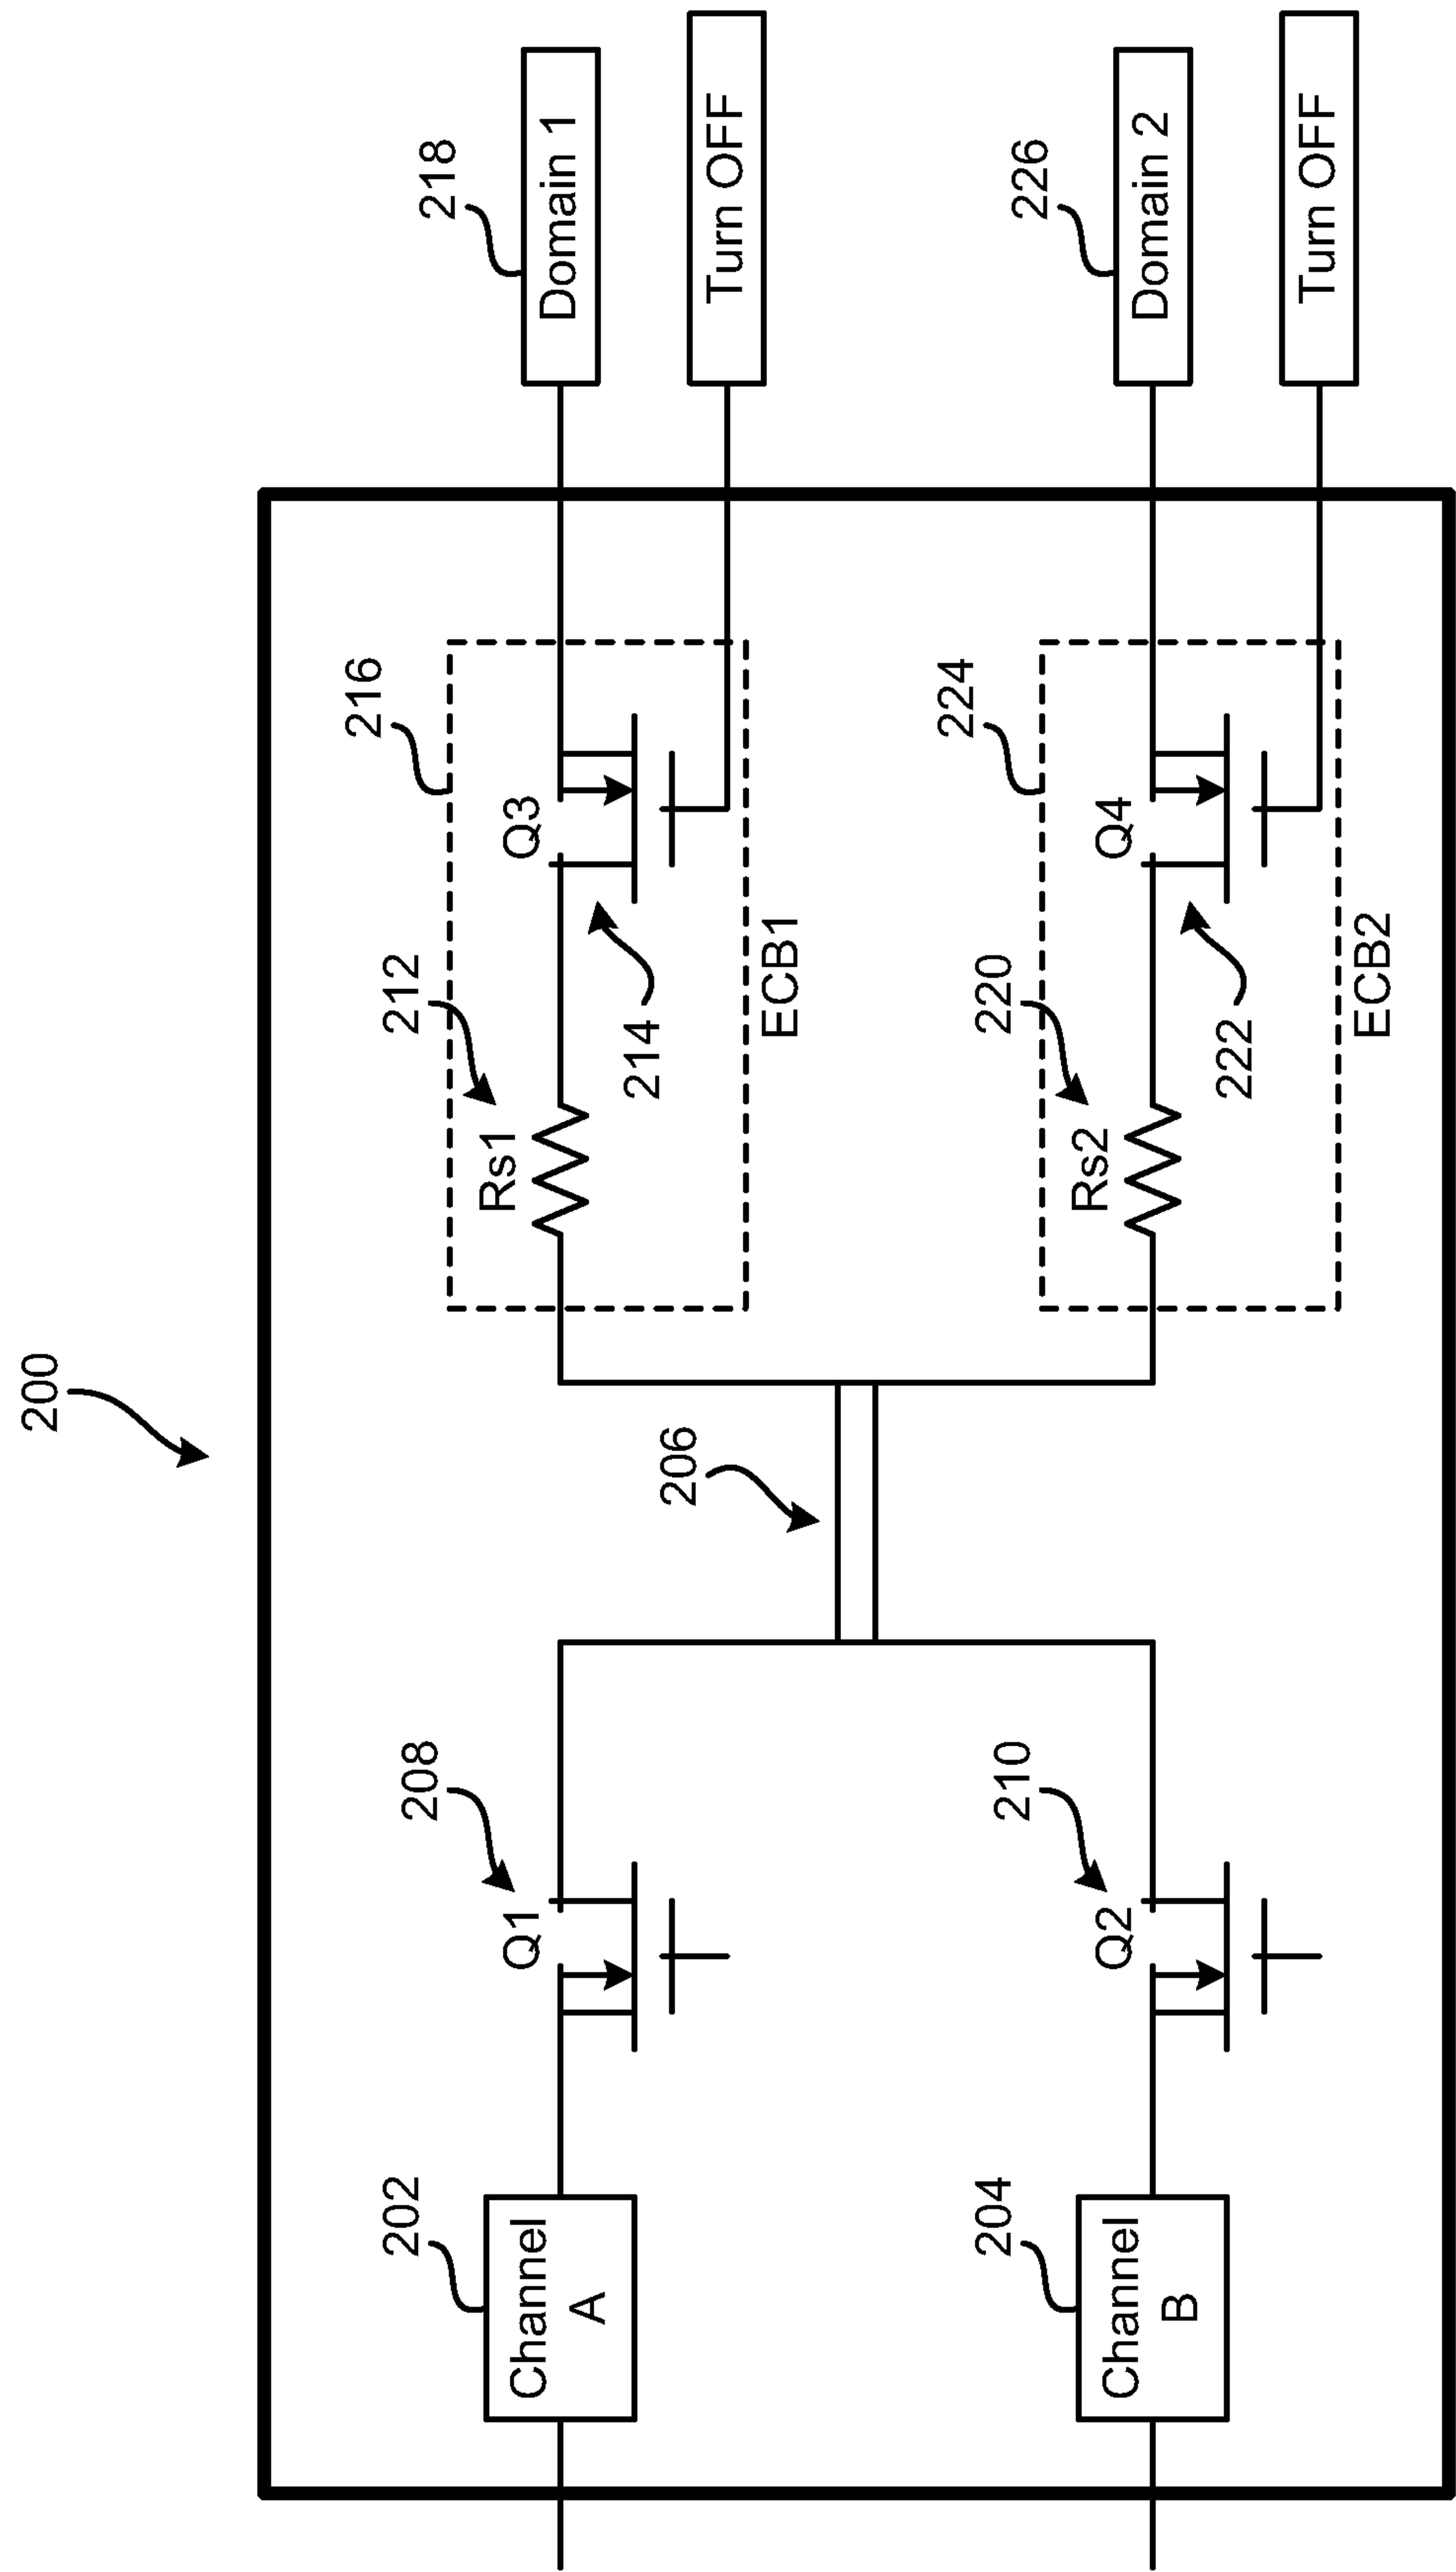 200
202
Channel
A
208
Q1
206
212
Rs1
216
Q3
214
ECB1
218
Domain 1
Turn OFF
204
Channel
B
210
Q2
220
Rs2
224
Q4
222
ECB2
226
Domain 2
Turn OFF